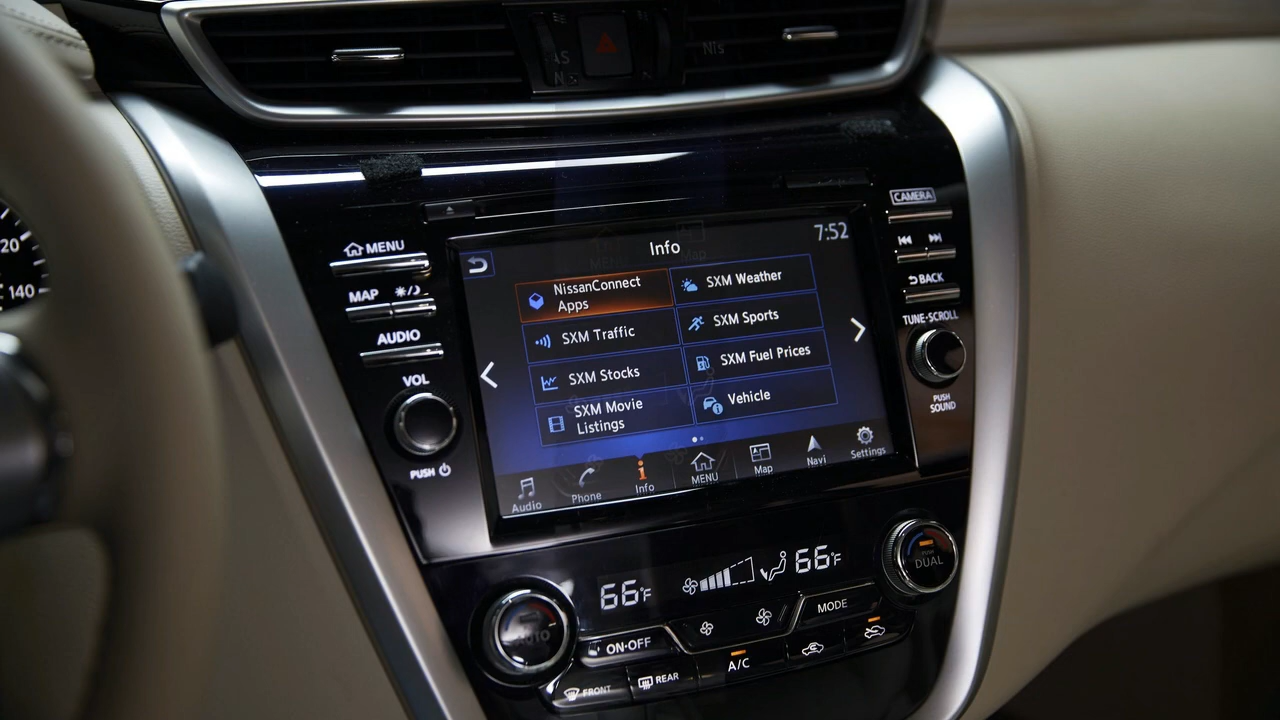 20
140
MENU
MAP
AUDIO
VOL
PUSH
Info
7:52
NissanConnect
Apps
SXM Weather
SXM Traffic
SXM Sports
SXM Stocks
SXM Fuel Prices
SXM Movie
Listings
Vehicle
Audio
Phone
Info
MENU
Map
Navi
Settings
CAMERA
BACK
TUNE·SCROLL
PUSH
SOUND
66°F
66°F
AUTO
PUSH
DUAL
ON·OFF
MODE
A/C
FRONT
REAR